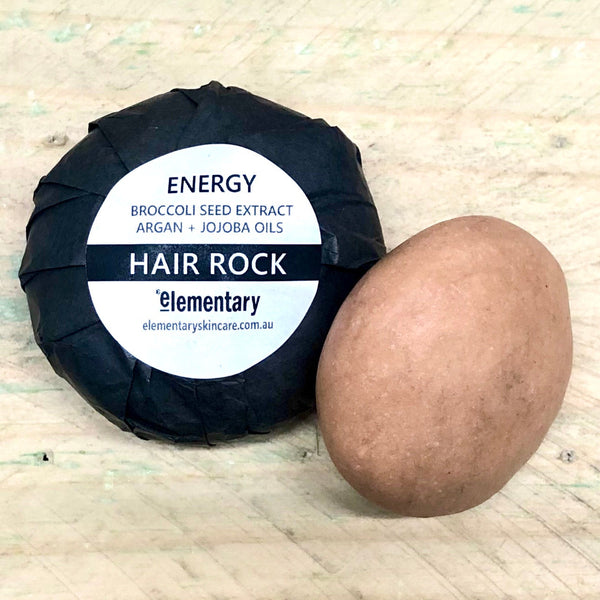 ENERGY
BROCCOLI SEED EXTRACT
ARGAN + JOJOBA OILS
HAIR ROCK
elementary
elementaryskincare.com.au